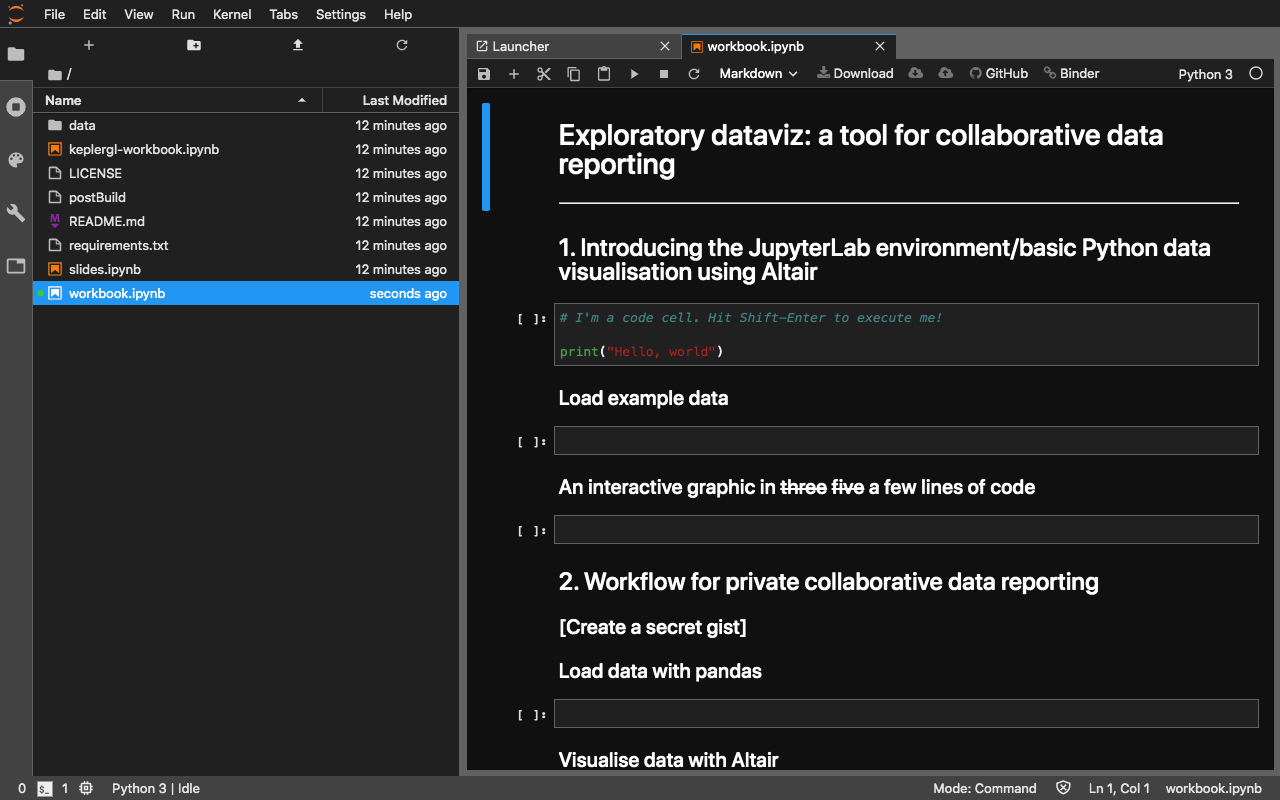 File Edit View Run Kernel Tabs Settings Help
Launcher
workbook.ipynb
/
Markdown Download GitHub Binder Python 3
Name Last Modified
data 12 minutes ago
keplergl-workbook.ipynb 12 minutes ago
LICENSE 12 minutes ago
postBuild 12 minutes ago
README.md 12 minutes ago
requirements.txt 12 minutes ago
slides.ipynb 12 minutes ago
workbook.ipynb seconds ago
Exploratory dataviz: a tool for collaborative data
reporting
1. Introducing the JupyterLab environment/basic Python data
visualisation using Altair
[ ]: # I'm a code cell. Hit Shift-Enter to execute me!
print("Hello, world")
Load example data
[ ]:
An interactive graphic in three five a few lines of code
[ ]:
2. Workflow for private collaborative data reporting
[Create a secret gist]
Load data with pandas
[ ]:
Visualise data with Altair
0 $_ 1 Python 3 | Idle Mode: Command Ln 1, Col 1 workbook.ipynb